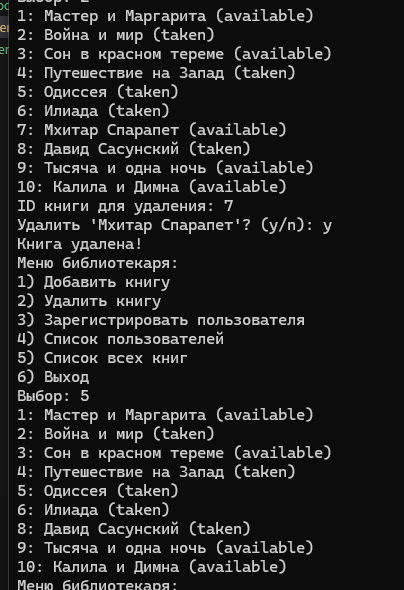 1: Мастер и Маргарита (available)
2: Война и мир (taken)
3: Сон в красном тереме (available)
4: Путешествие на Запад (taken)
5: Одиссея (taken)
6: Илиада (taken)
7: Мхитар Спарапет (available)
8: Давид Сасунский (taken)
9: Тысяча и одна ночь (available)
10: Калила и Димна (available)
ID книги для удаления: 7
Удалить 'Мхитар Спарапет'? (y/n): y
Книга удалена!
Меню библиотекаря:
1) Добавить книгу
2) Удалить книгу
3) Зарегистрировать пользователя
4) Список пользователей
5) Список всех книг
6) Выход
Выбор: 5
1: Мастер и Маргарита (available)
2: Война и мир (taken)
3: Сон в красном тереме (available)
4: Путешествие на Запад (taken)
5: Одиссея (taken)
6: Илиада (taken)
8: Давид Сасунский (taken)
9: Тысяча и одна ночь (available)
10: Калила и Димна (available)
Меню библиотекаря: